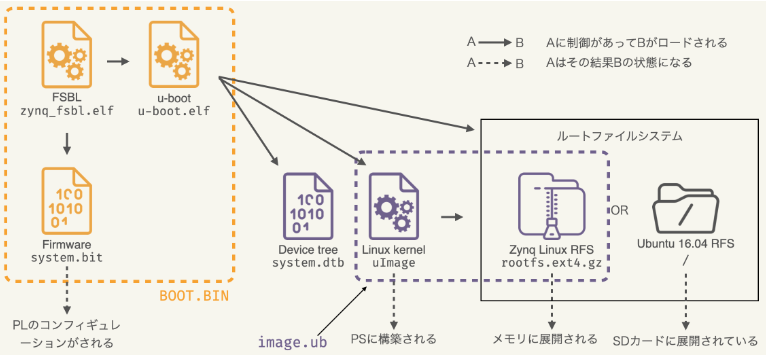 A → B Aに制御があってBがロードされる
A ⇢ B Aはその結果Bの状態になる
FSBL
zynq_fsbl.elf
u-boot
u-boot.elf
ルートファイルシステム
Firmware
system.bit
Device tree
system.dtb
Linux kernel
uImage
Zynq Linux RFS
rootfs.ext4.gz
OR
Ubuntu 16.04 RFS
/
BOOT.BIN
PLのコンフィギュレ
ーションがされる
image.ub
PSに構築される
メモリに展開される
SDカードに展開されている